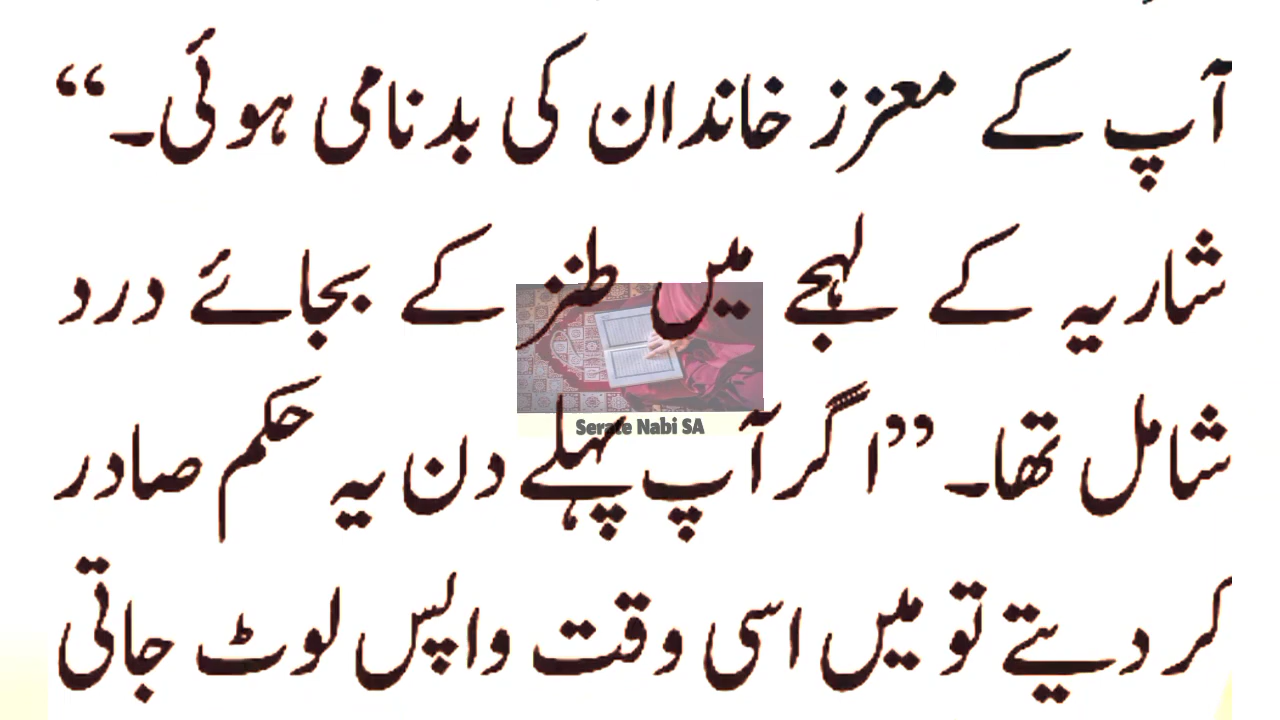 آپ کے معزز خاندان کی بدنامی ہوئی۔“
شاریہ کے لہجے میں طنز کے بجائے درد
شامل تھا۔ ”اگر آپ پہلے دن یہ حکم صادر
کر دیتے تو میں اسی وقت واپس لوٹ جاتی
Serate Nabi SA